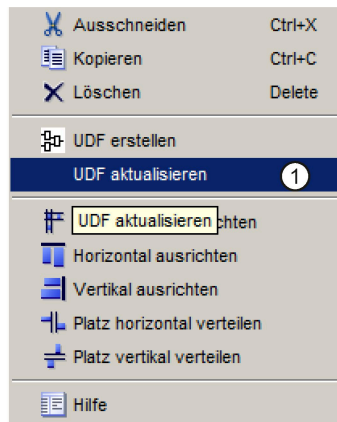 Ausschneiden Ctrl+X
Kopieren Ctrl+C
Löschen Delete
UDF erstellen
UDF aktualisieren 1
UDF aktualisieren chten
Horizontal ausrichten
Vertikal ausrichten
Platz horizontal verteilen
Platz vertikal verteilen
Hilfe